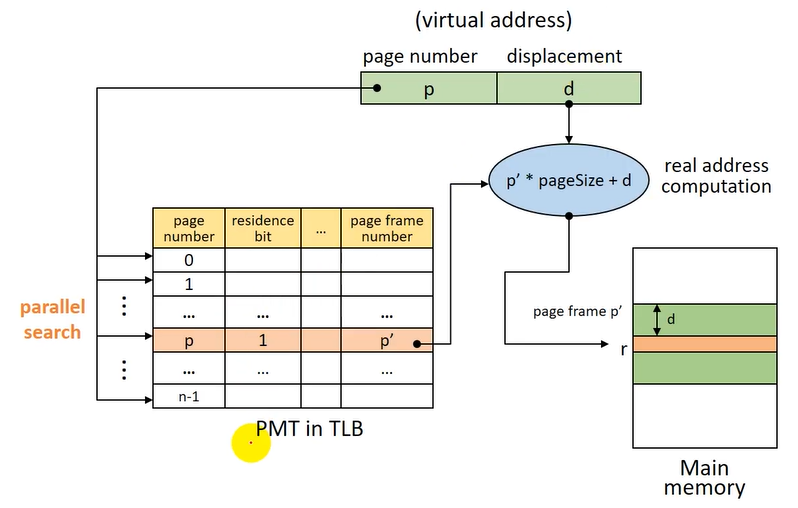 (virtual address)
page number
displacement
p
d
p’ * pageSize + d
real address
computation
page
number
residence
bit
...
page frame
number
0
1
...
...
...
parallel
search
p
1
p’
...
...
...
n-1
PMT in TLB
page frame p’
d
r
Main
memory